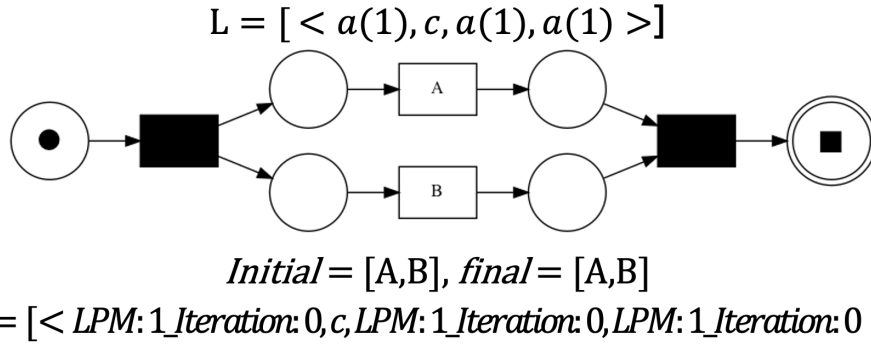 L = [ < a(1), c, a(1), a(1) >]
A
B
Initial = [A,B], final = [A,B]
= [< LPM: 1_Iteration: 0, c, LPM: 1_Iteration: 0, LPM: 1_Iteration: 0